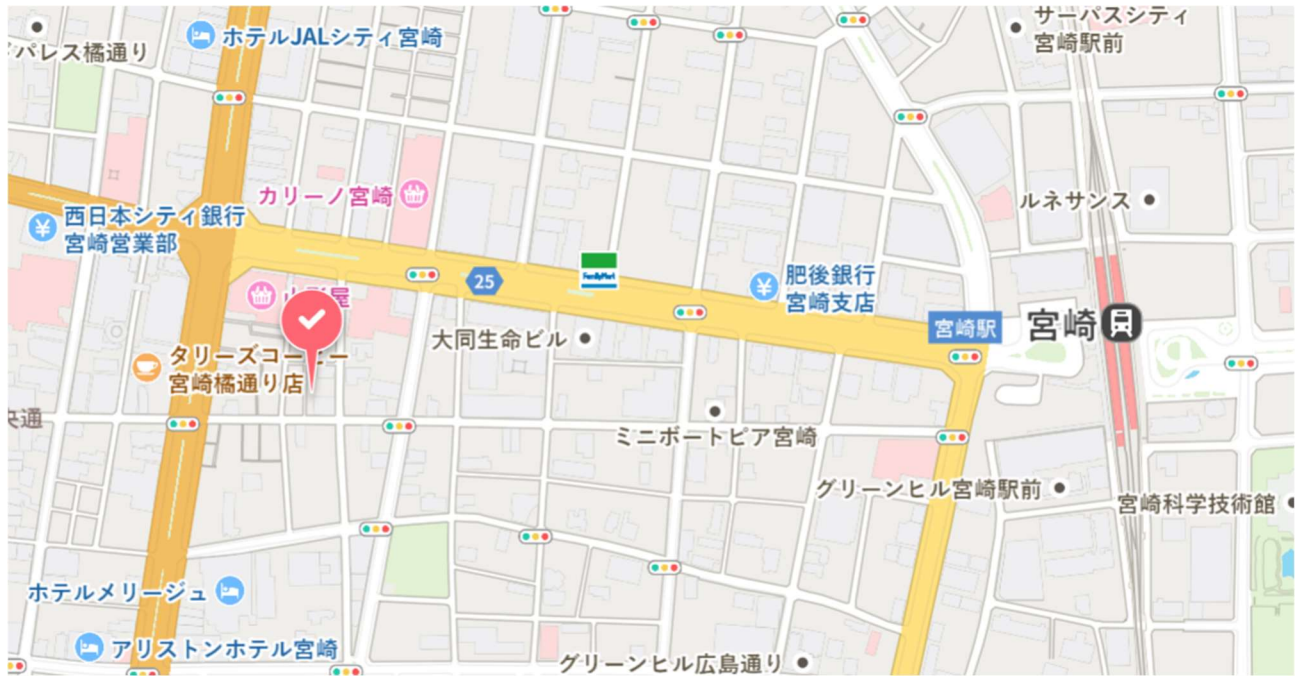 サーパスシティ
宮崎駅前
ホテルJALシティ宮崎
パレス橘通り
カリーノ宮崎
ルネサンス
西日本シティ銀行
宮崎営業部
FamilyMart
25
肥後銀行
宮崎支店
宮崎駅
宮崎
大同生命ビル
タリーズコーヒー
宮崎橘通り店
央通
ミニボートピア宮崎
グリーンヒル宮崎駅前
宮崎科学技術館
ホテルメリージュ
アリストンホテル宮崎
グリーンヒル広島通り